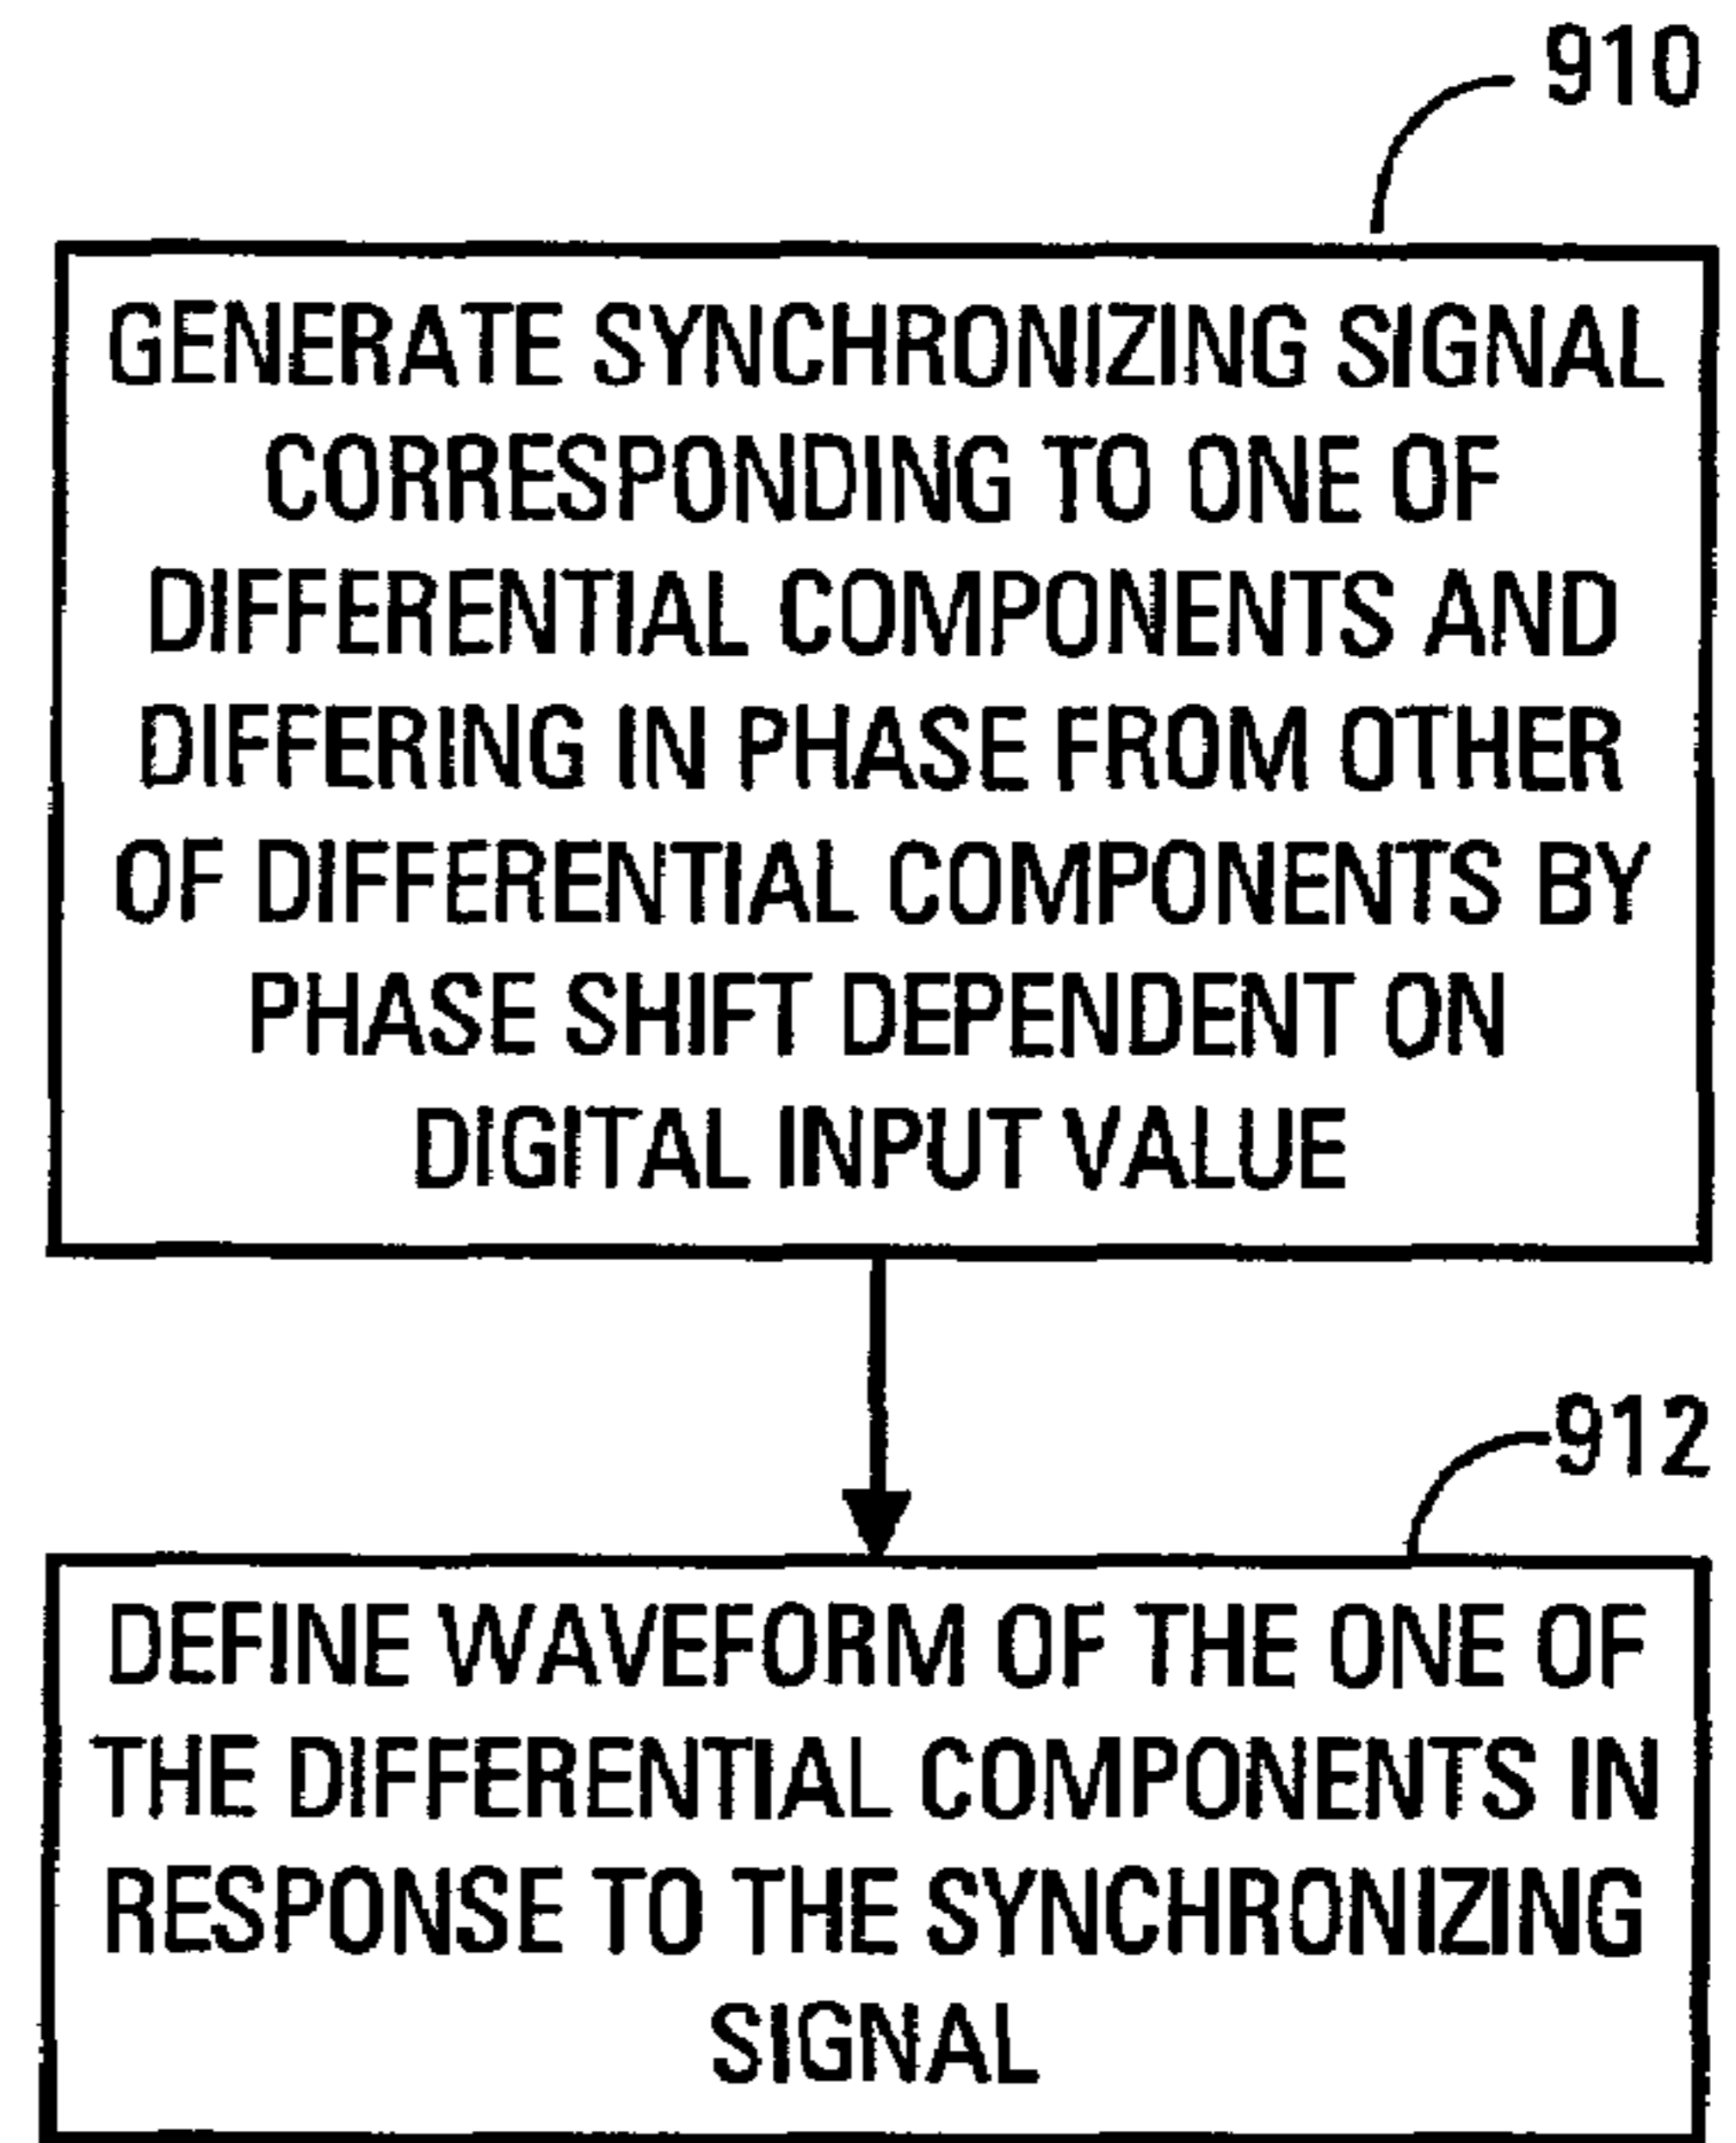 910
GENERATE SYNCHRONIZING SIGNAL
CORRESPONDING TO ONE OF
DIFFERENTIAL COMPONENTS AND
DIFFERING IN PHASE FROM OTHER
OF DIFFERENTIAL COMPONENTS BY
PHASE SHIFT DEPENDENT ON
DIGITAL INPUT VALUE
912
DEFINE WAVEFORM OF THE ONE OF
THE DIFFERENTIAL COMPONENTS IN
RESPONSE TO THE SYNCHRONIZING
SIGNAL